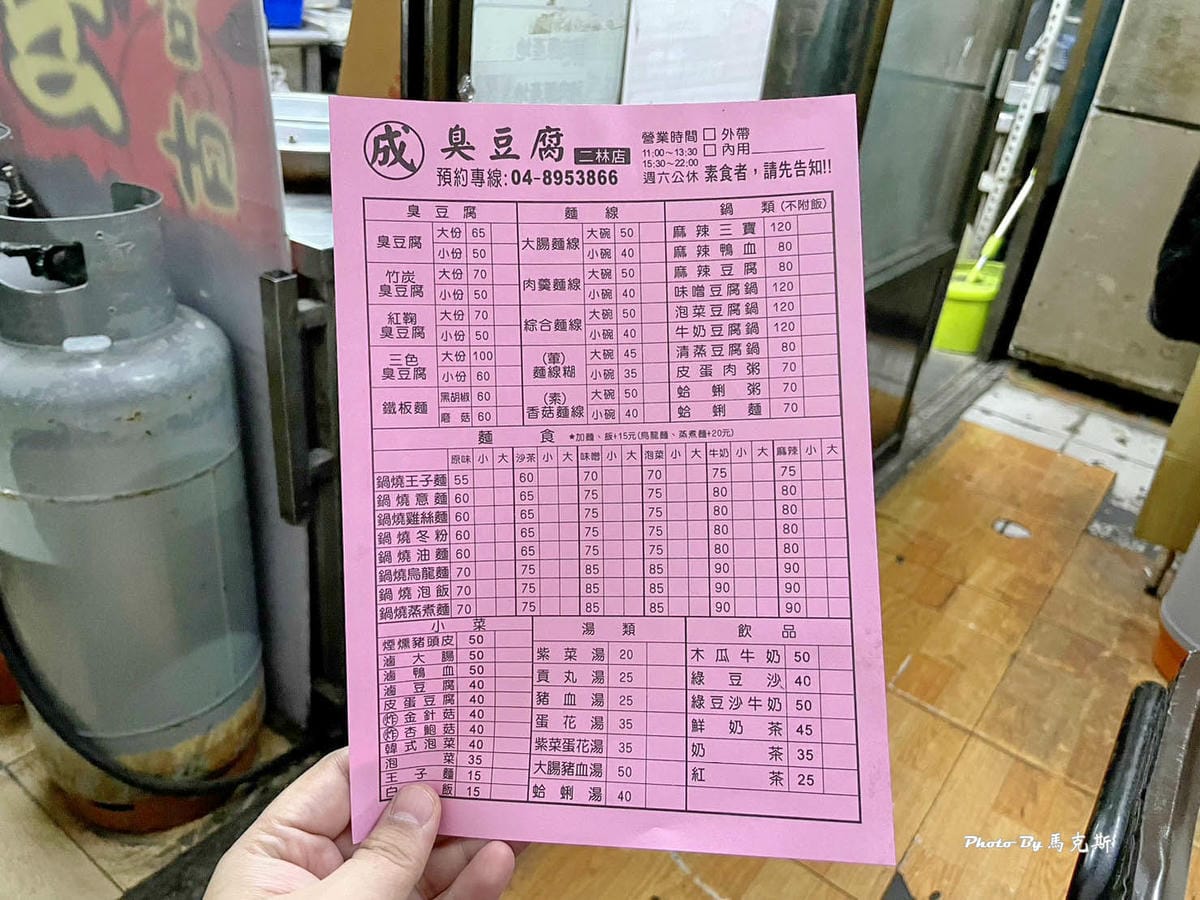 成 臭豆腐 二林店
預約專線:04-8953866
營業時間 □ 外帶
11:00~13:30 □ 內用
15:30~22:00
週六公休 素食者，請先告知!!
臭豆腐
臭豆腐 大份 65
小份 50
竹炭臭豆腐 大份 70
小份 50
紅麴臭豆腐 大份 70
小份 50
三色臭豆腐 大份 100
小份 60
鐵板麵 黑胡椒 60
磨菇 60
麵線
大腸麵線 大碗 50
小碗 40
肉羹麵線 大碗 50
小碗 40
綜合麵線 大碗 50
小碗 40
(葷)麵線糊 大碗 45
小碗 35
(素)香菇麵線 大碗 50
小碗 40
鍋類(不附飯)
麻辣三寶 120
麻辣鴨血 80
麻辣豆腐 80
味噌豆腐鍋 120
泡菜豆腐鍋 120
牛奶豆腐鍋 120
清蒸豆腐鍋 80
皮蛋肉粥 70
蛤蜊粥 70
蛤蜊麵 70
麵食 ★加麵、飯+15元(烏龍麵、蒸煮麵+20元)
原味 小 大 沙茶 小 大 味噌 小 大 泡菜 小 大 牛奶 小 大 麻辣 小 大
鍋燒王子麵 55 60 70 70 75 75
鍋燒意麵 60 65 75 75 80 80
鍋燒雞絲麵 60 65 75 75 80 80
鍋燒冬粉 60 65 75 75 80 80
鍋燒油麵 60 65 75 75 80 80
鍋燒烏龍麵 70 75 85 85 90 90
鍋燒泡飯 70 75 85 85 90 90
鍋燒蒸煮麵 70 75 85 85 90 90
小菜
煙燻豬頭皮 50
滷大腸 50
滷鴨血 50
滷豆腐 40
皮蛋豆腐 40
炸金針菇 40
炸杏鮑菇 40
韓式泡菜 40
泡菜 35
王子麵 15
白飯 15
湯類
紫菜湯 20
貢丸湯 25
豬血湯 25
蛋花湯 35
紫菜蛋花湯 35
大腸豬血湯 50
蛤蜊湯 40
飲品
木瓜牛奶 50
綠豆沙 40
綠豆沙牛奶 50
鮮奶茶 45
奶茶 35
紅茶 25
Photo By 馬克斯